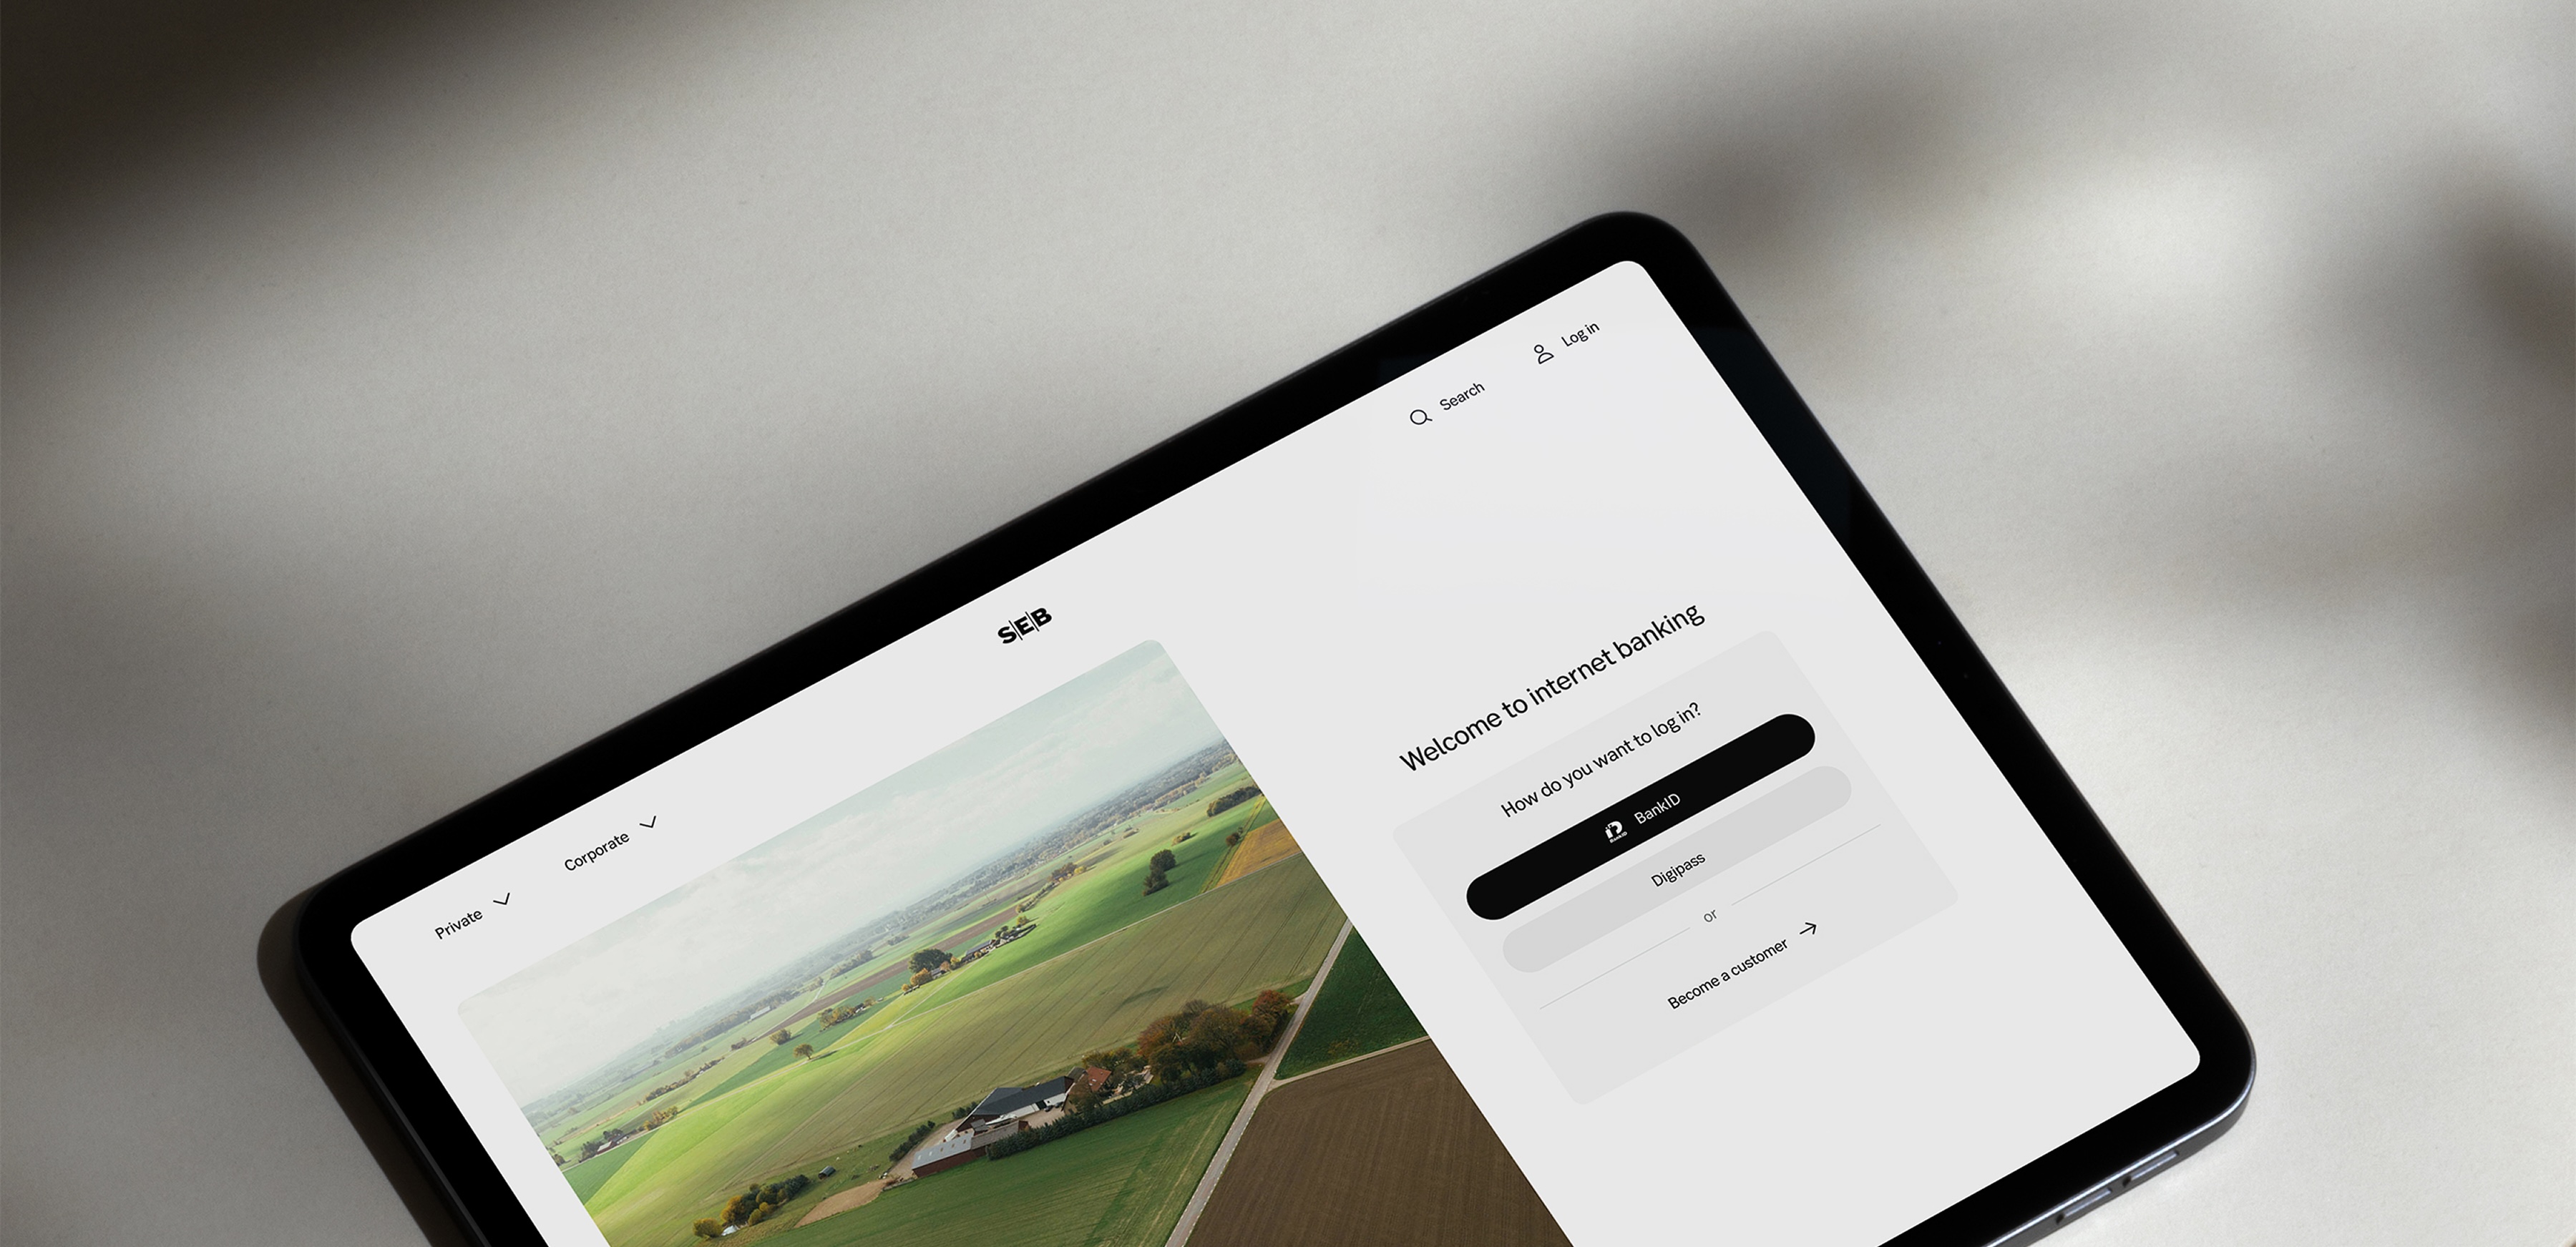 Private
Corporate
S|E|B
Search
Log in
Welcome to internet banking
How do you want to log in?
BankID
Digipass
or
Become a customer